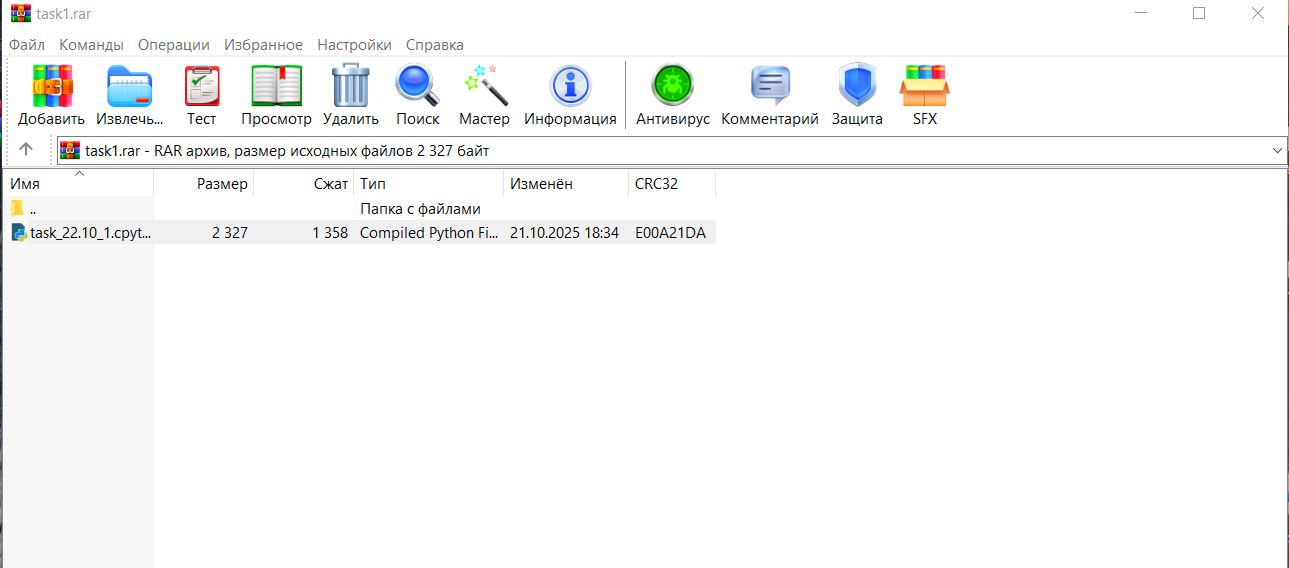 task1.rar
Файл Команды Операции Избранное Настройки Справка
Добавить Извлечь... Тест Просмотр Удалить Поиск Мастер Информация Антивирус Комментарий Защита SFX
task1.rar - RAR архив, размер исходных файлов 2 327 байт
Имя Размер Сжат Тип Изменён CRC32
.. Папка с файлами
task_22.10_1.cpyt... 2 327 1 358 Compiled Python Fi... 21.10.2025 18:34 E00A21DA